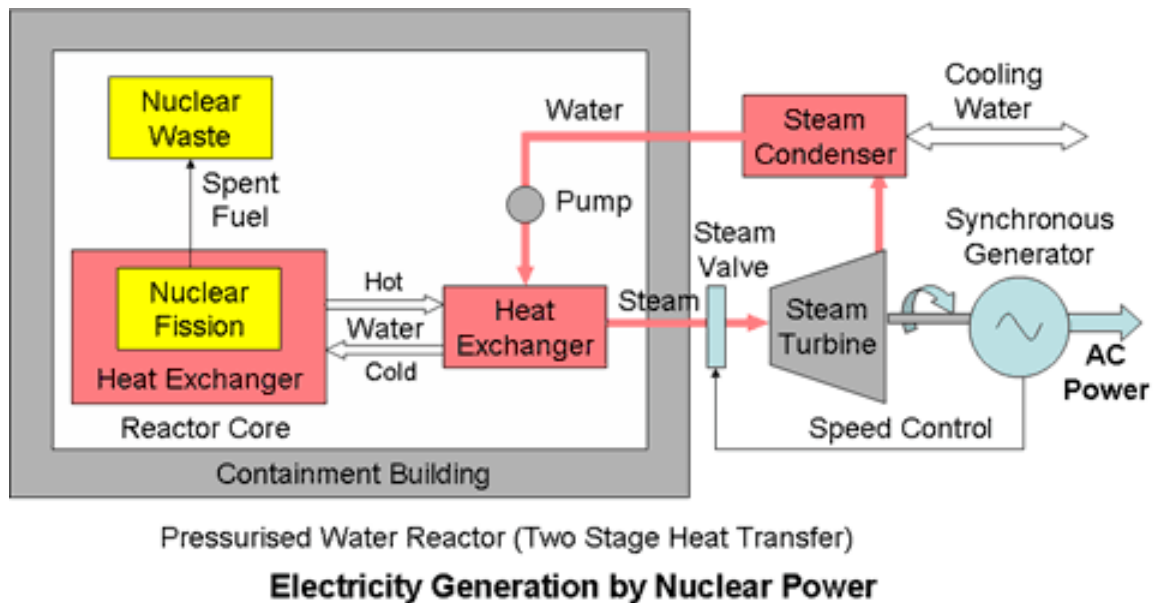 Nuclear
Waste
Spent
Fuel
Nuclear
Fission
Heat Exchanger
Reactor Core
Containment Building
Hot
Water
Cold
Water
Pump
Heat
Exchanger
Steam
Steam
Valve
Steam
Condenser
Cooling
Water
Steam
Turbine
Synchronous
Generator
AC
Power
Speed Control
Pressurised Water Reactor (Two Stage Heat Transfer)
Electricity Generation by Nuclear Power